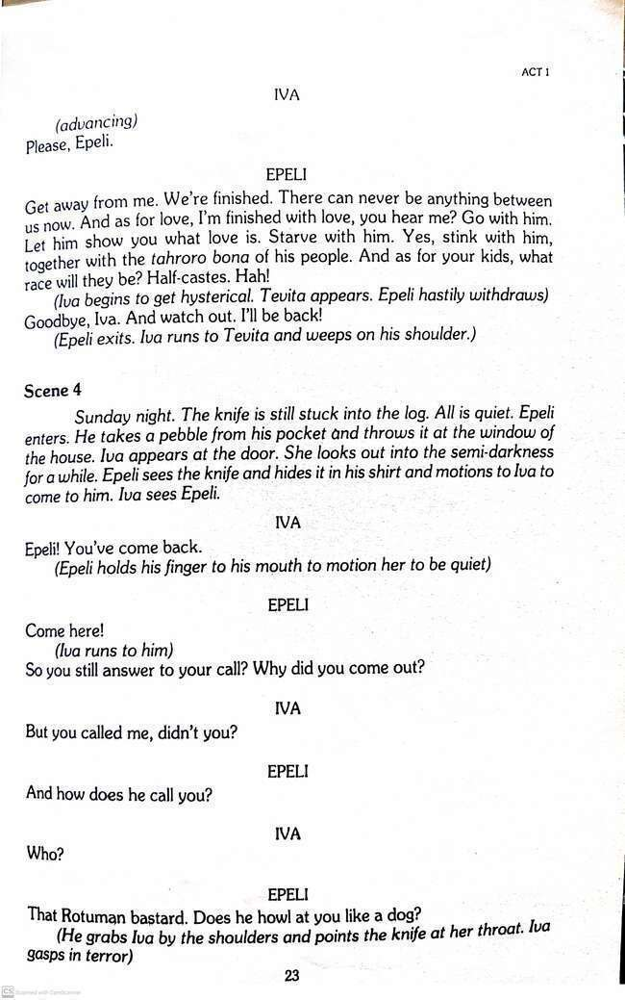 ACT 1
IVA
(advancing)
Please, Epeli.
EPELI
Get away from me. We're finished. There can never be anything between
us now. And as for love, I'm finished with love, you hear me? Go with him.
Let him show you what love is. Starve with him. Yes, stink with him,
together with the tahroro bona of his people. And as for your kids, what
race will they be? Half-castes. Hah!
(Iva begins to get hysterical. Tevita appears. Epeli hastily withdraws)
Goodbye, Iva. And watch out. I'll be back!
(Epeli exits. Iva runs to Tevita and weeps on his shoulder.)
Scene 4
Sunday night. The knife is still stuck into the log. All is quiet. Epeli
enters. He takes a pebble from his pocket and throws it at the window of
the house. Iva appears at the door. She looks out into the semi-darkness
for a while. Epeli sees the knife and hides it in his shirt and motions to Iva to
come to him. Iva sees Epeli.
IVA
Epeli! You've come back.
(Epeli holds his finger to his mouth to motion her to be quiet)
EPELI
Come here!
(Iva runs to him)
So you still answer to your call? Why did you come out?
IVA
But you called me, didn't you?
EPELI
And how does he call you?
IVA
Who?
EPELI
That Rotuman bastard. Does he howl at you like a dog?
(He grabs Iva by the shoulders and points the knife at her throat. Iva
gasps in terror)
23
CS Scanned with CamScanner